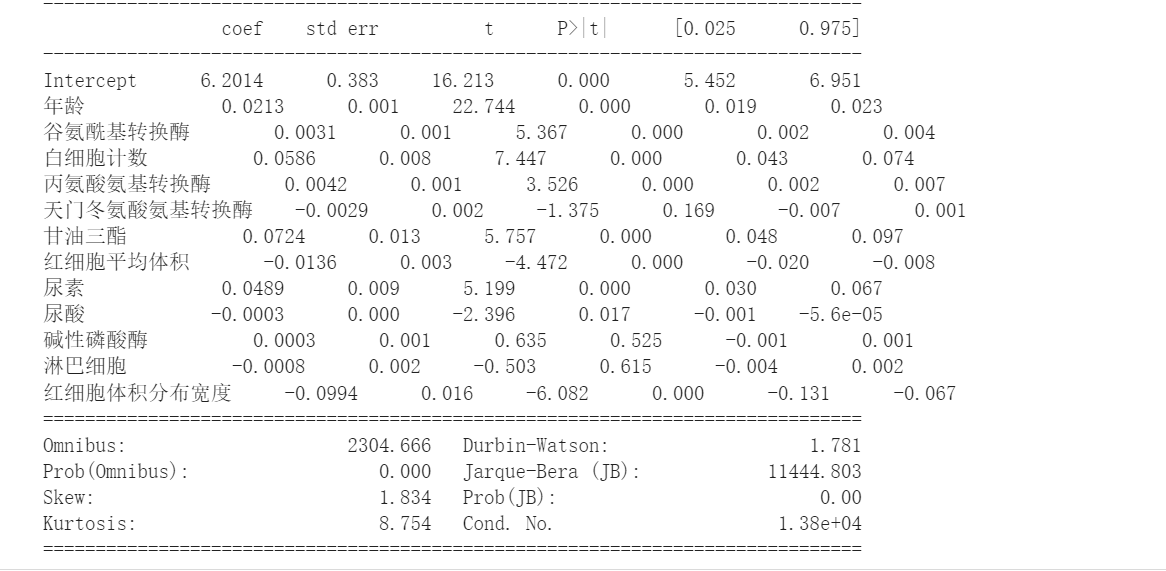 coef std err t P>|t| [0.025 0.975]
Intercept 6.2014 0.383 16.213 0.000 5.452 6.951
年龄 0.0213 0.001 22.744 0.000 0.019 0.023
谷氨酰基转换酶 0.0031 0.001 5.367 0.000 0.002 0.004
白细胞计数 0.0586 0.008 7.447 0.000 0.043 0.074
丙氨酸氨基转换酶 0.0042 0.001 3.526 0.000 0.002 0.007
天门冬氨酸氨基转换酶 -0.0029 0.002 -1.375 0.169 -0.007 0.001
甘油三酯 0.0724 0.013 5.757 0.000 0.048 0.097
红细胞平均体积 -0.0136 0.003 -4.472 0.000 -0.020 -0.008
尿素 0.0489 0.009 5.199 0.000 0.030 0.067
尿酸 -0.0003 0.000 -2.396 0.017 -0.001 -5.6e-05
碱性磷酸酶 0.0003 0.001 0.635 0.525 -0.001 0.001
淋巴细胞 -0.0008 0.002 -0.503 0.615 -0.004 0.002
红细胞体积分布宽度 -0.0994 0.016 -6.082 0.000 -0.131 -0.067
Omnibus: 2304.666 Durbin-Watson: 1.781
Prob(Omnibus): 0.000 Jarque-Bera (JB): 11444.803
Skew: 1.834 Prob(JB): 0.00
Kurtosis: 8.754 Cond. No. 1.38e+04